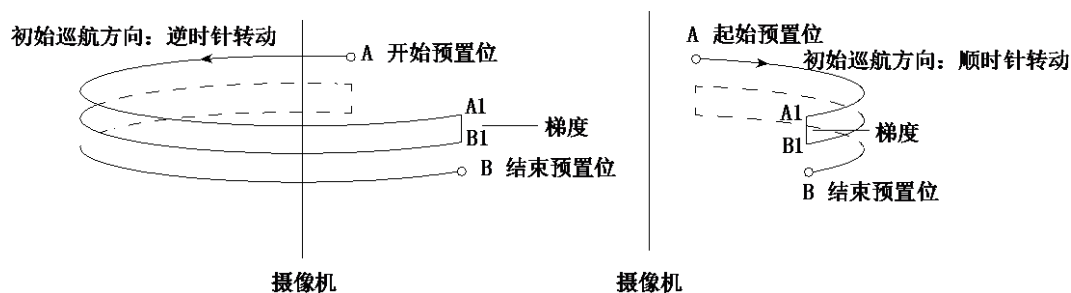 初始巡航方向：逆时针转动
A 开始预置位
A1
B1
梯度
B 结束预置位
摄像机
A 起始预置位
初始巡航方向：顺时针转动
A1
B1
梯度
B 结束预置位
摄像机